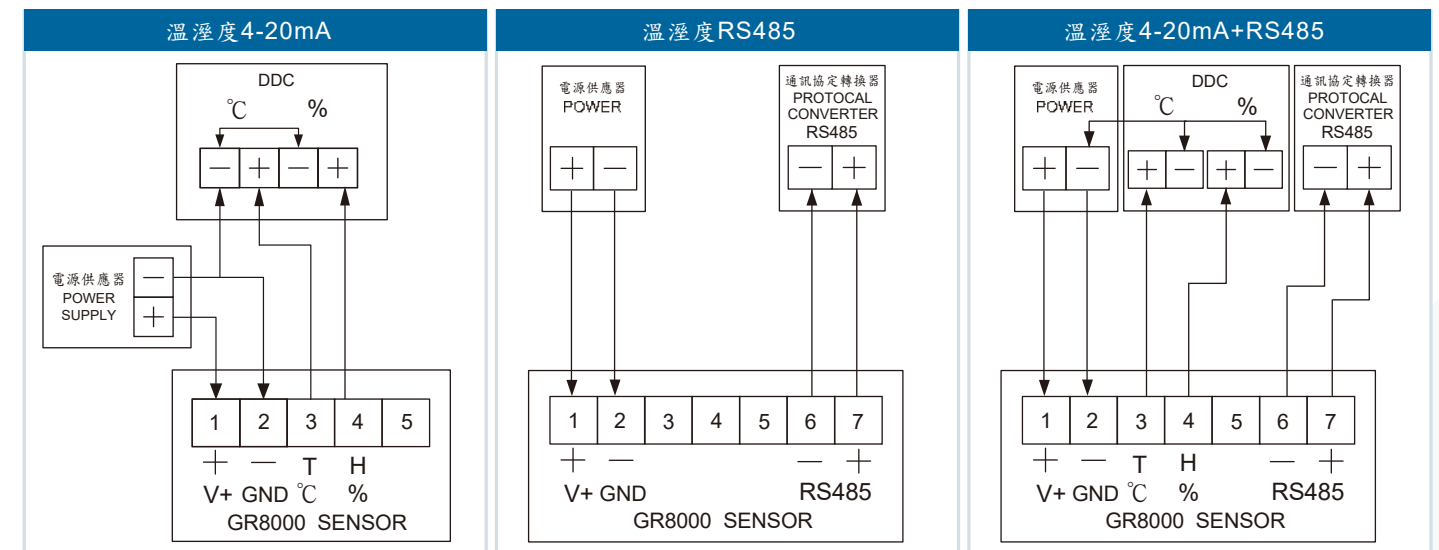 溫溼度4-20mA
DDC
℃ %
— + — +
電源供應器
POWER
SUPPLY
—
+
1 2 3 4 5
+ — T H
V+ GND ℃ %
GR8000 SENSOR
溫溼度RS485
電源供應器
POWER
+ —
通訊協定轉換器
PROTOCAL
CONVERTER
RS485
— +
1 2 3 4 5 6 7
+ — — +
V+ GND RS485
GR8000 SENSOR
溫溼度4-20mA+RS485
電源供應器
POWER
+ —
DDC
℃ %
+ — + —
通訊協定轉換器
PROTOCAL
CONVERTER
RS485
— +
1 2 3 4 5 6 7
+ — T H — +
V+ GND ℃ % RS485
GR8000 SENSOR